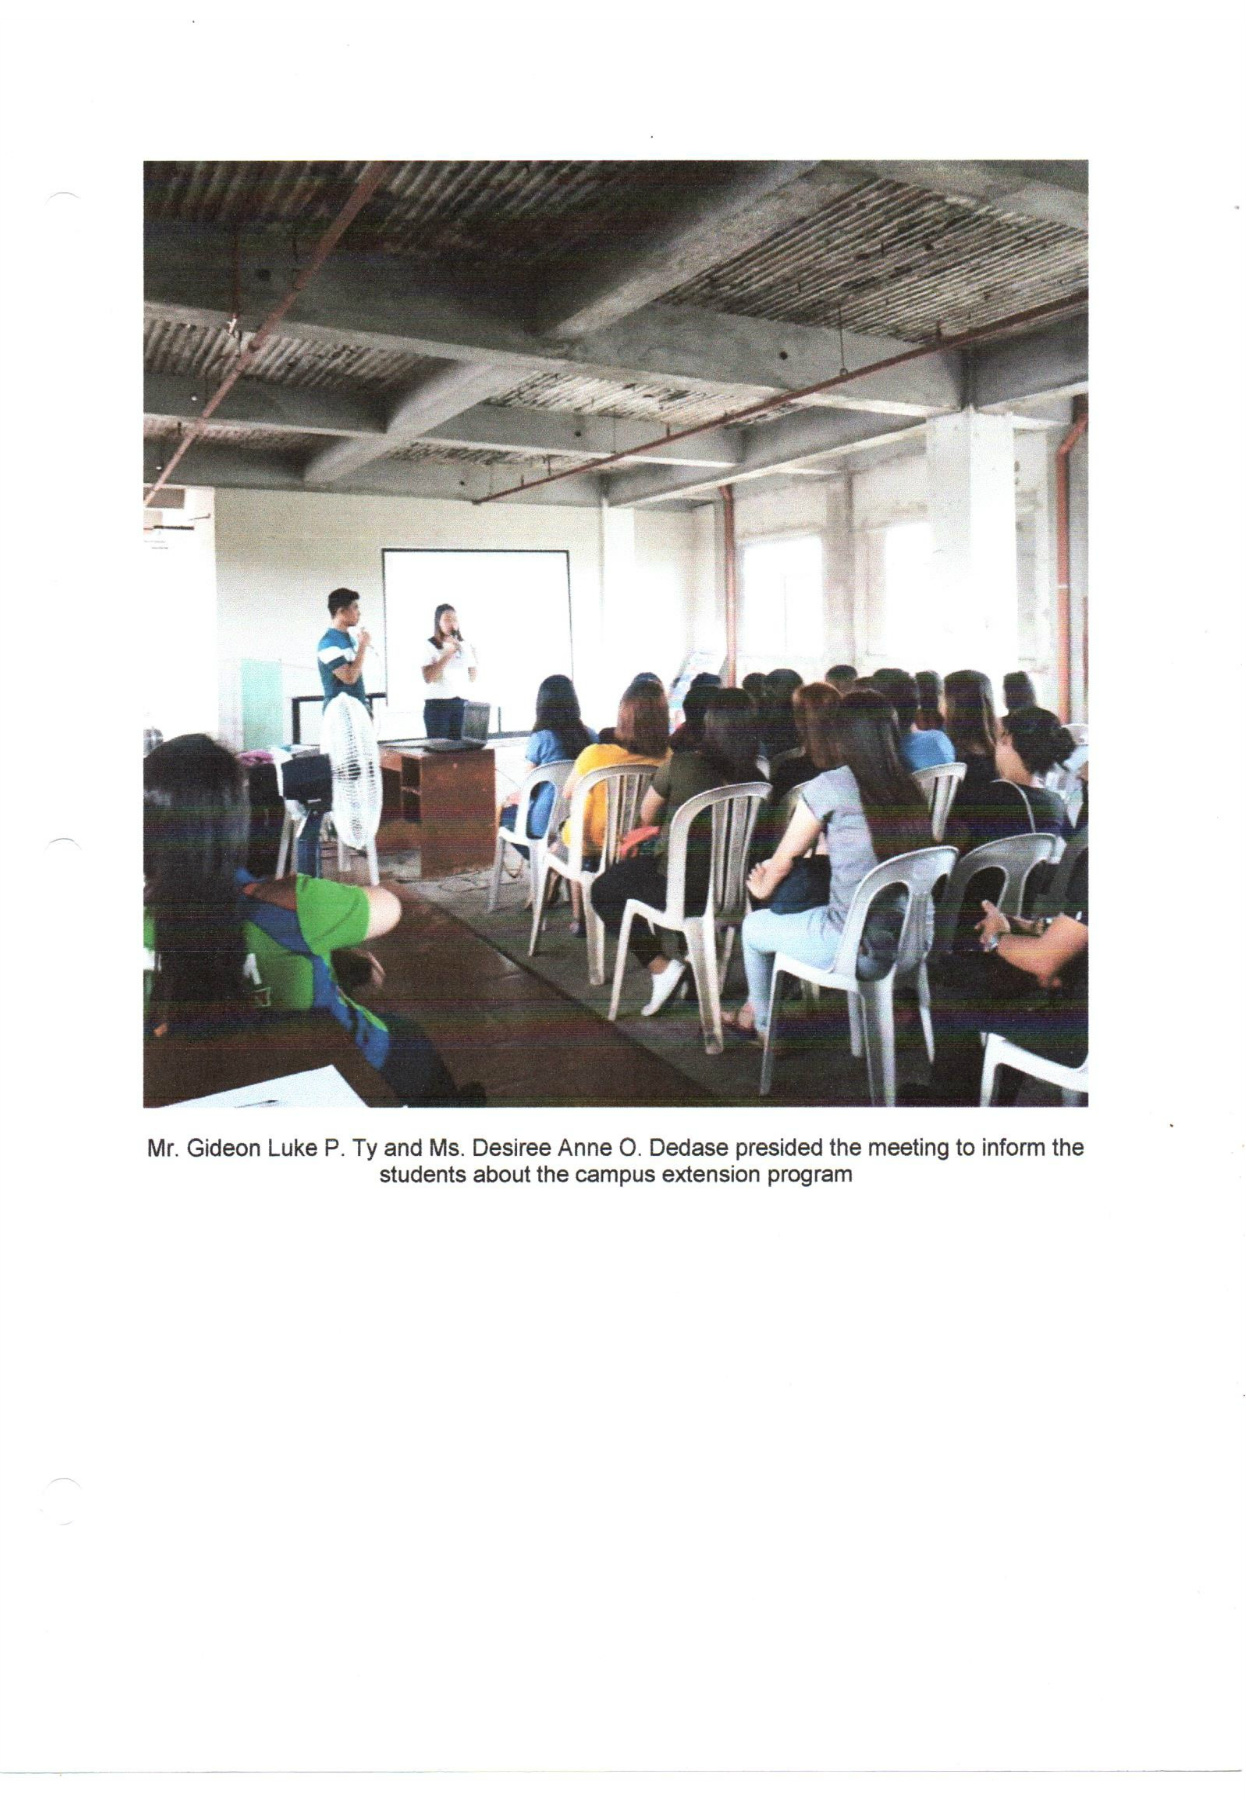 Mr. Gideon Luke P. Ty and Ms. Desiree Anne O. Dedase presided the meeting to inform the
students about the campus extension program